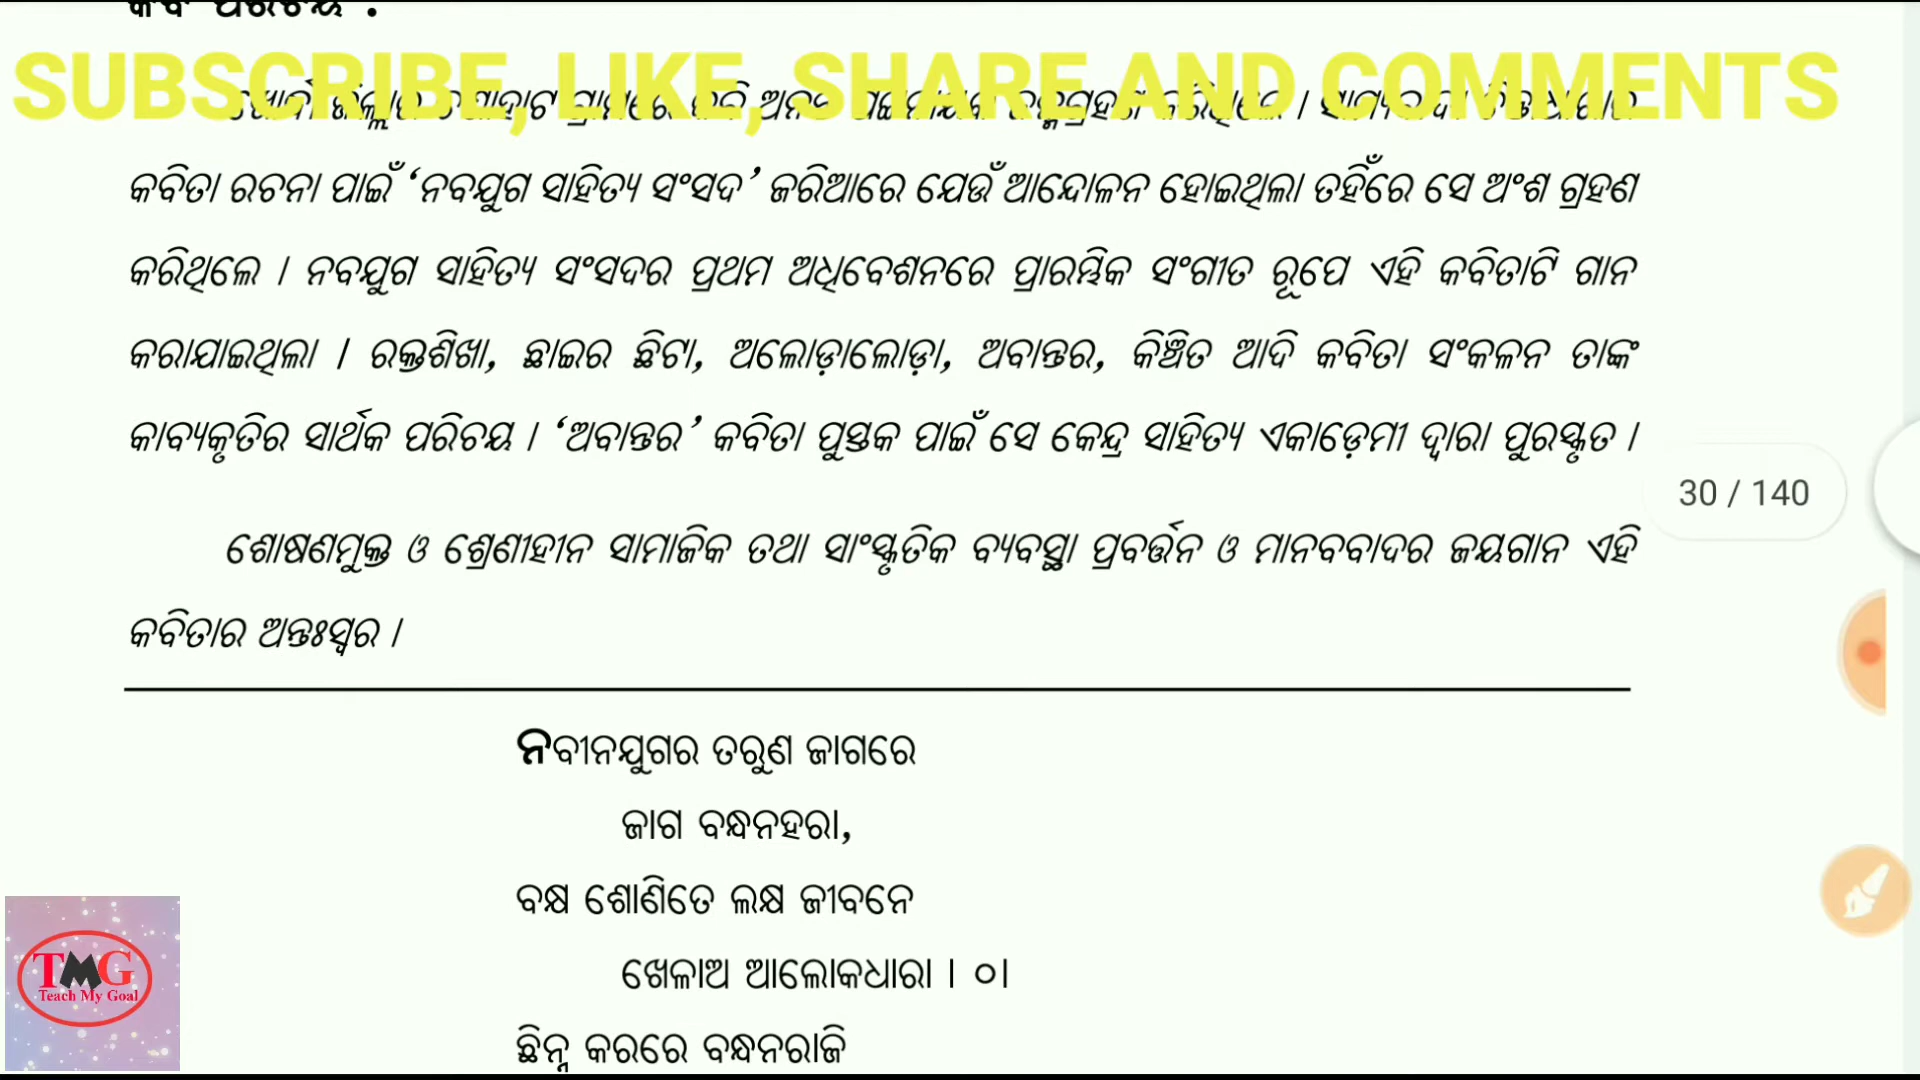 କବି ପରିଚୟ :
SUBSCRIBE, LIKE, SHARE AND COMMENTS
କବିତା ରଚନା ପାଇଁ ‘ନବଯୁଗ ସାହିତ୍ୟ ସଂସଦ’ ଜରିଆରେ ଯେଉଁ ଆନ୍ଦୋଳନ ହୋଇଥିଲା ତହିଁରେ ସେ ଅଂଶ ଗ୍ରହଣ
କରିଥିଲେ । ନବଯୁଗ ସାହିତ୍ୟ ସଂସଦର ପ୍ରଥମ ଅଧିବେଶନରେ ପ୍ରାରମ୍ଭିକ ସଂଗୀତ ରୂପେ ଏହି କବିତାଟି ଗାନ
କରାଯାଇଥିଲା । ରକ୍ତଶିଖା, ଛାଇର ଛିଟା, ଅଲୋଡ଼ାଲୋଡ଼ା, ଅବାନ୍ତର, କିଞ୍ଚିତ ଆଦି କବିତା ସଂକଳନ ତାଙ୍କ
କାବ୍ୟକୃତିର ସାର୍ଥକ ପରିଚୟ । ‘ଅବାନ୍ତର’ କବିତା ପୁସ୍ତକ ପାଇଁ ସେ କେନ୍ଦ୍ର ସାହିତ୍ୟ ଏକାଡ଼େମୀ ଦ୍ୱାରା ପୁରସ୍କୃତ ।
30 / 140
ଶୋଷଣମୁକ୍ତ ଓ ଶ୍ରେଣୀହୀନ ସାମାଜିକ ତଥା ସାଂସ୍କୃତିକ ବ୍ୟବସ୍ଥା ପ୍ରବର୍ତ୍ତନ ଓ ମାନବବାଦର ଜୟଗାନ ଏହି
କବିତାର ଅନ୍ତଃସ୍ୱର ।
ନବୀନଯୁଗର ତରୁଣ ଜାଗରେ
ଜାଗ ବନ୍ଧନହରା,
ବକ୍ଷ ଶୋଣିତେ ଲକ୍ଷ ଜୀବନେ
ଖେଳାଅ ଆଲୋକଧାରା । ୦।
ଛିନ୍ନ କରରେ ବନ୍ଧନରାଜି
TMG
Teach My Goal